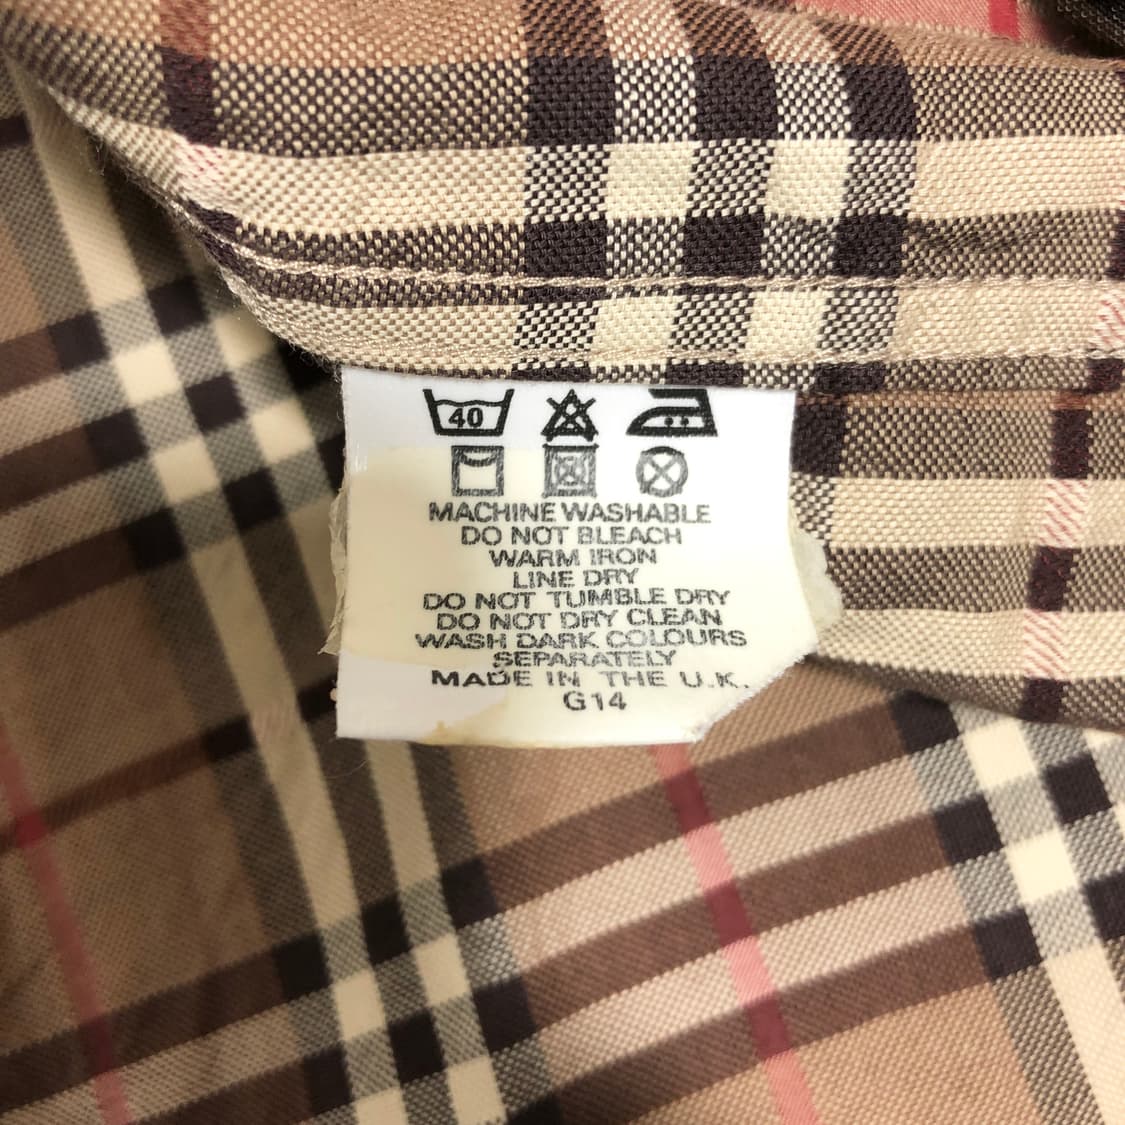 40
MACHINE WASHABLE
DO NOT BLEACH
WARM IRON
LINE DRY
DO NOT TUMBLE DRY
DO NOT DRY CLEAN
WASH DARK COLOURS
SEPARATELY
MADE IN THE U.K.
G14